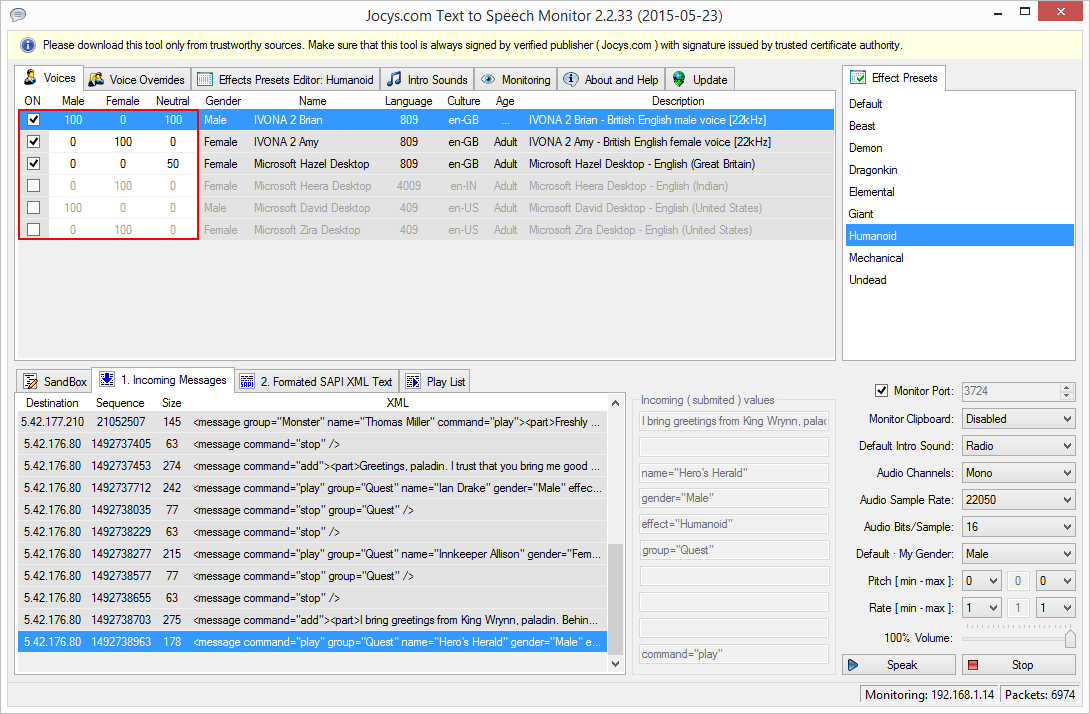 Jocys.com Text to Speech Monitor 2.2.33 (2015-05-23)
Please download this tool only from trustworthy sources. Make sure that this tool is always signed by verified publisher ( Jocys.com ) with signature issued by trusted certificate authority.
Voices Voice Overrides Effects Presets Editor: Humanoid Intro Sounds Monitoring About and Help Update
ON Male Female Neutral Gender Name Language Culture Age Description
100 0 100 Male IVONA 2 Brian 809 en-GB ... IVONA 2 Brian - British English male voice [22kHz]
0 100 0 Female IVONA 2 Amy 809 en-GB Adult IVONA 2 Amy - British English female voice [22kHz]
0 0 50 Female Microsoft Hazel Desktop 809 en-GB Adult Microsoft Hazel Desktop - English (Great Britain)
0 100 0 Female Microsoft Heera Desktop 4009 en-IN Adult Microsoft Heera Desktop - English (Indian)
100 0 0 Male Microsoft David Desktop 409 en-US Adult Microsoft David Desktop - English (United States)
0 100 0 Female Microsoft Zira Desktop 409 en-US Adult Microsoft Zira Desktop - English (United States)
Effect Presets
Default
Beast
Demon
Dragonkin
Elemental
Giant
Humanoid
Mechanical
Undead
SandBox 1. Incoming Messages 2. Formated SAPI XML Text Play List
Destination Sequence Size XML
5.42.177.210 21052507 145 <message group="Monster" name="Thomas Miller" command="play"><part>Freshly ...
5.42.176.80 1492737405 63 <message command="stop" />
5.42.176.80 1492737453 274 <message command="add"><part>Greetings, paladin. I trust that you bring me good ...
5.42.176.80 1492737712 242 <message command="play" group="Quest" name="Ian Drake" gender="Male" effec...
5.42.176.80 1492738035 77 <message command="stop" group="Quest" />
5.42.176.80 1492738229 63 <message command="stop" />
5.42.176.80 1492738277 215 <message command="play" group="Quest" name="Innkeeper Allison" gender="Fem...
5.42.176.80 1492738577 77 <message command="stop" group="Quest" />
5.42.176.80 1492738655 63 <message command="stop" />
5.42.176.80 1492738703 275 <message command="add"><part>I bring greetings from King Wrynn, paladin. Behin...
5.42.176.80 1492738963 178 <message command="play" group="Quest" name="Hero's Herald" gender="Male" e...
Incoming ( submited ) values
I bring greetings from King Wrynn, palac
name="Hero's Herald"
gender="Male"
effect="Humanoid"
group="Quest"
command="play"
Monitor Port: 3724
Monitor Clipboard: Disabled
Default Intro Sound: Radio
Audio Channels: Mono
Audio Sample Rate: 22050
Audio Bits/Sample: 16
Default · My Gender: Male
Pitch [ min - max ]: 0 0 0
Rate [ min - max ]: 1 1 1
100% Volume:
Speak Stop
Monitoring: 192.168.1.14 Packets: 6974